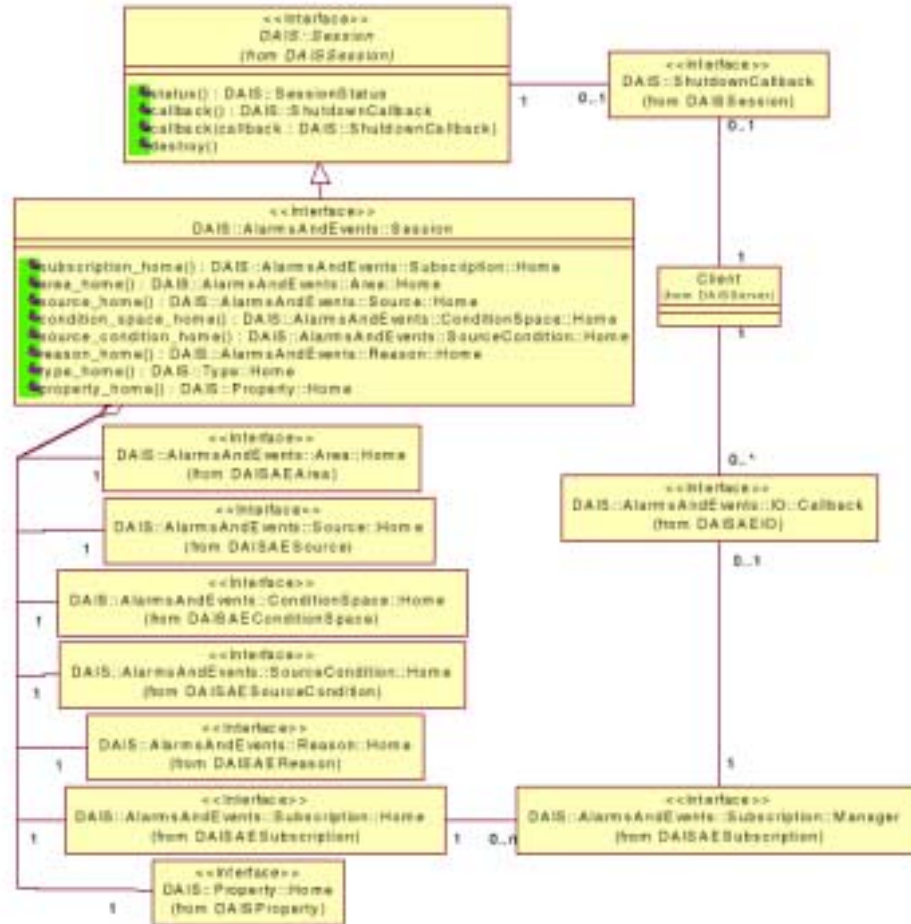 <<Interface>>
DAIS::Session
(from DAISSession)
status() : DAIS::SessionStatus
callback() : DAIS::ShutdownCallback
callback(callback : DAIS::ShutdownCallback)
destroy()
1
0..1
<<Interface>>
DAIS::ShutdownCallback
(from DAISSession)
0..1
1
Client
(from DAISServer)
1
0..*
<<Interface>>
DAIS::AlarmsAndEvents::Session
subscription_home() : DAIS::AlarmsAndEvents::Subscription::Home
area_home() : DAIS::AlarmsAndEvents::Area::Home
source_home() : DAIS::AlarmsAndEvents::Source::Home
condition_space_home() : DAIS::AlarmsAndEvents::ConditionSpace::Home
source_condition_home() : DAIS::AlarmsAndEvents::SourceCondition::Home
reason_home() : DAIS::AlarmsAndEvents::Reason::Home
type_home() : DAIS::Type::Home
property_home() : DAIS::Property::Home
<<Interface>>
DAIS::AlarmsAndEvents::Area::Home
(from DAISAEArea)
1
<<Interface>>
DAIS::AlarmsAndEvents::Source::Home
(from DAISAESource)
1
<<Interface>>
DAIS::AlarmsAndEvents::IO::Callback
(from DAISAEIO)
0..1
<<Interface>>
DAIS::AlarmsAndEvents::ConditionSpace::Home
(from DAISAEConditionSpace)
1
<<Interface>>
DAIS::AlarmsAndEvents::SourceCondition::Home
(from DAISAESourceCondition)
1
<<Interface>>
DAIS::AlarmsAndEvents::Reason::Home
(from DAISAEReason)
1
<<Interface>>
DAIS::AlarmsAndEvents::Subscription::Home
(from DAISAESubscription)
1
1
0..n
1
<<Interface>>
DAIS::AlarmsAndEvents::Subscription::Manager
(from DAISAESubscription)
<<Interface>>
DAIS::Property::Home
(from DAISProperty)
1